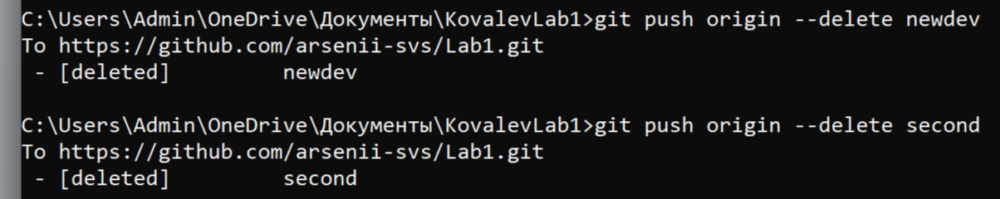 C:\Users\Admin\OneDrive\Документы\KovalevLab1>git push origin --delete newdev
To https://github.com/arsenii-svs/Lab1.git
 - [deleted]         newdev
C:\Users\Admin\OneDrive\Документы\KovalevLab1>git push origin --delete second
To https://github.com/arsenii-svs/Lab1.git
 - [deleted]         second